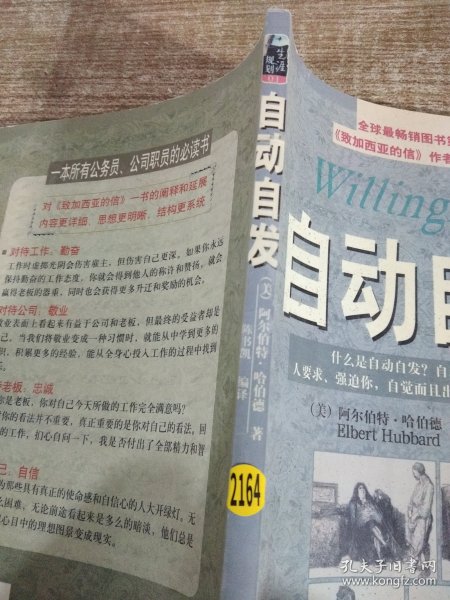 一本所有公务员、公司职员的必读书
对《致加西亚的信》一书的阐释和延展
内容更详细、思想更明晰、结构更系统
■ 对待工作：勤奋
工作时虚掷光阴会伤害雇主，但伤害自己更深。如果你永远
保持勤奋的工作态度，你就会得到他人的称许和赞扬，就会
赢得老板的器重，同时也会获得更多升迁和奖励的机会。
对待公司：敬业
敬业表面上看起来有益于公司和老板，但最终的受益者却是
己。当我们将敬业变成一种习惯时，就能从中学到更多的
识，积累更多的经验，能从全身心投入工作的过程中找到
乐。
老板：忠诚
你是老板，你对自己今天所做的工作完全满意吗？
对你的看法并不重要，真正重要的是你对自己的看法。回
的工作，扪心自问一下，我是否付出了全部精力和智
己：自信
为那些具有真正的使命感和自信心的人大开绿灯。无
么困难、无论前途看起来是多么的暗淡，他们总是
心目中的理想图景变成现实。
生涯
规划
自动自发
（美）阿尔伯特·哈伯德 著
陈书凯 编译
2164
全球最畅销图书
《致加西亚的信》作者
Willing
自动自
什么是自动自发？自
人要求、强迫你，自觉而且出
（美）阿尔伯特·哈伯德
Elbert Hubbard
孔夫子旧书网
www.kongfz.com